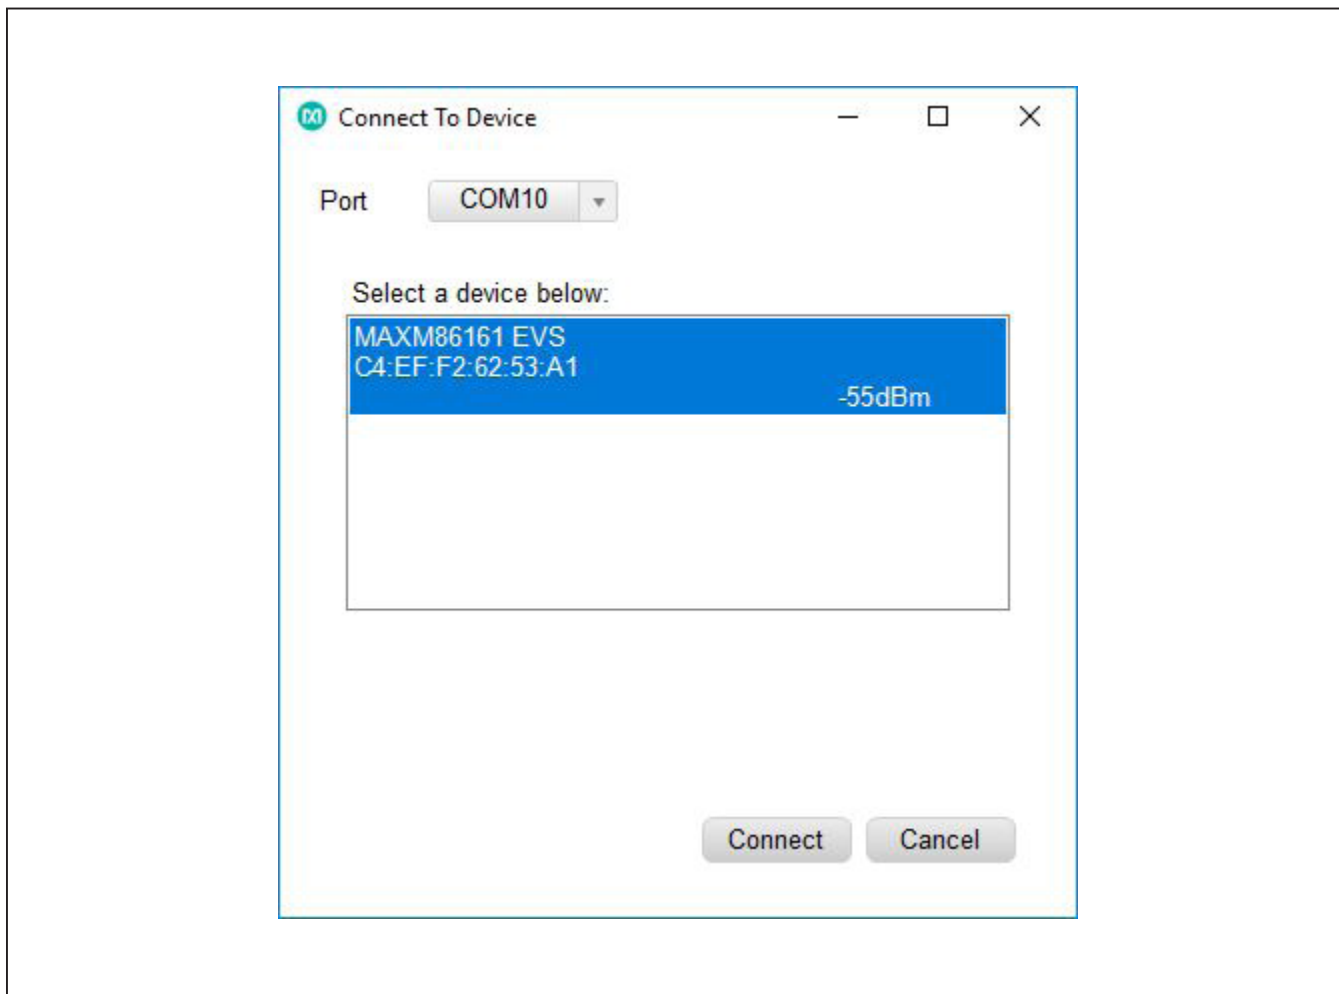 Connect To Device
Port COM10
Select a device below:
MAXM86161 EVS
C4:EF:F2:62:53:A1
-55dBm
Connect Cancel